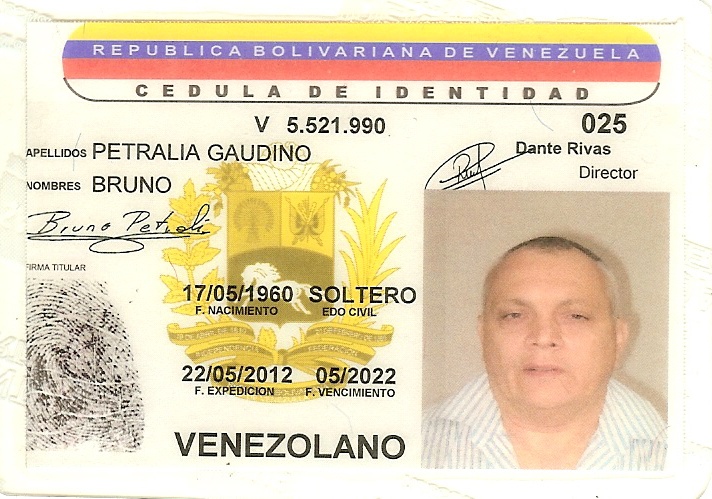 REPUBLICA BOLIVARIANA DE VENEZUELA
CEDULA DE IDENTIDAD
V 5.521.990
025
APELLIDOS PETRALIA GAUDINO
Dante Rivas
Director
NOMBRES BRUNO
Bruno Petrali
FIRMA TITULAR
17/05/1960 SOLTERO
F. NACIMIENTO EDO CIVIL
22/05/2012 05/2022
F. EXPEDICION F. VENCIMIENTO
VENEZOLANO